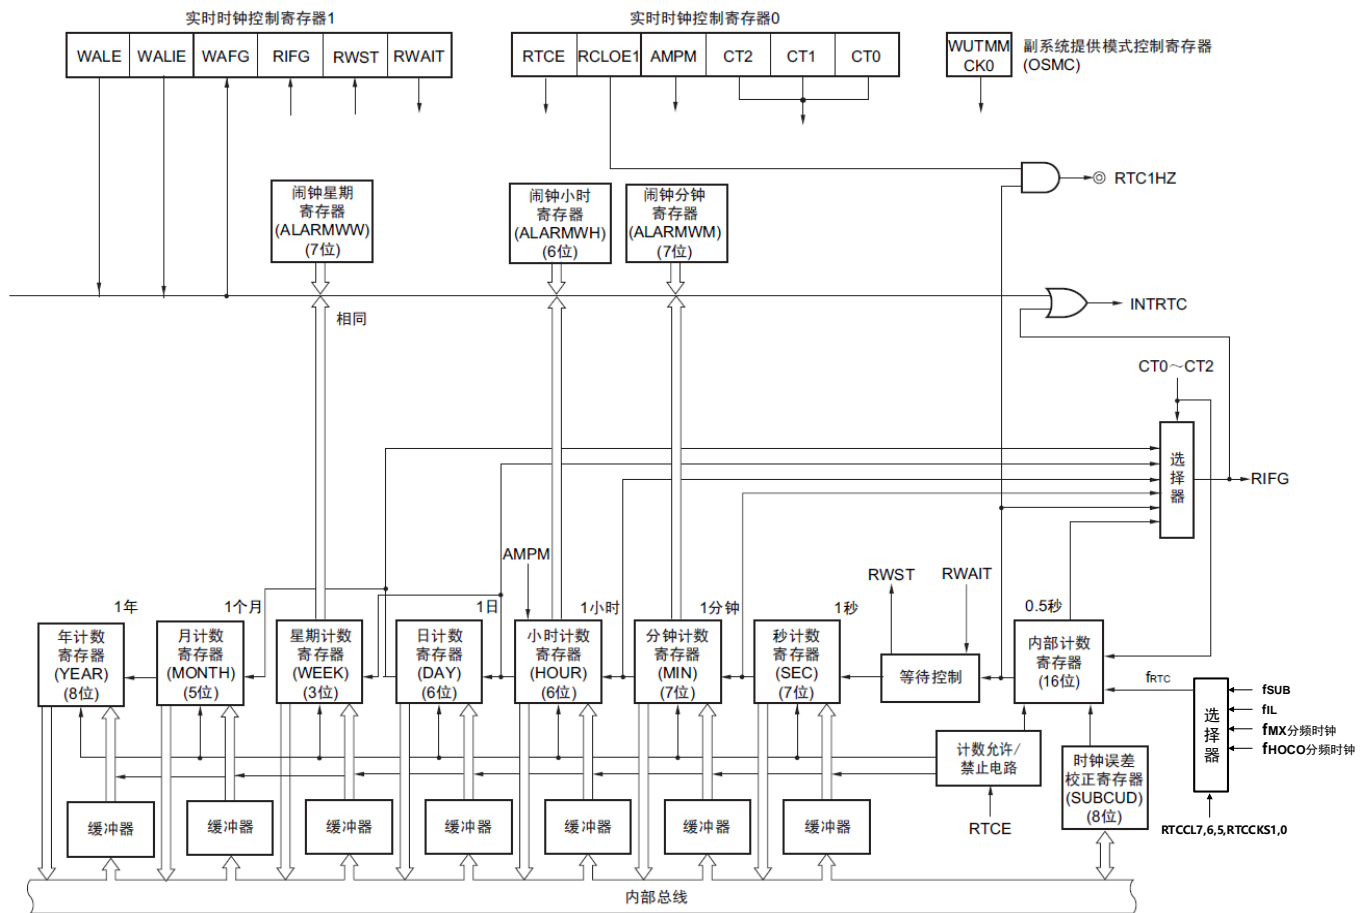 实时时钟控制寄存器1
实时时钟控制寄存器0
WALE
WALIE
WAFG
RIFG
RWST
RWAIT
RTCE
RCLOE1
AMPM
CT2
CT1
CT0
WUTMM
CK0
副系统提供模式控制寄存器
(OSMC)
RTC1HZ
闹钟星期
寄存器
(ALARMWW)
(7位)
闹钟小时
寄存器
(ALARMWH)
(6位)
闹钟分钟
寄存器
(ALARMWM)
(7位)
相同
INTRTC
CT0～CT2
选
择
器
RIFG
AMPM
RWST
RWAIT
1年
1个月
1日
1小时
1分钟
1秒
0.5秒
年计数
寄存器
(YEAR)
(8位)
月计数
寄存器
(MONTH)
(5位)
星期计数
寄存器
(WEEK)
(3位)
日计数
寄存器
(DAY)
(6位)
小时计数
寄存器
(HOUR)
(6位)
分钟计数
寄存器
(MIN)
(7位)
秒计数
寄存器
(SEC)
(7位)
等待控制
内部计数
寄存器
(16位)
fRTC
选
择
器
fSUB
fIL
fMX分频时钟
fHOCO分频时钟
计数允许/
禁止电路
时钟误差
校正寄存器
(SUBCUD)
(8位)
RTCE
RTCCL7,6,5,RTCCKS1,0
缓冲器
缓冲器
缓冲器
缓冲器
缓冲器
缓冲器
缓冲器
内部总线